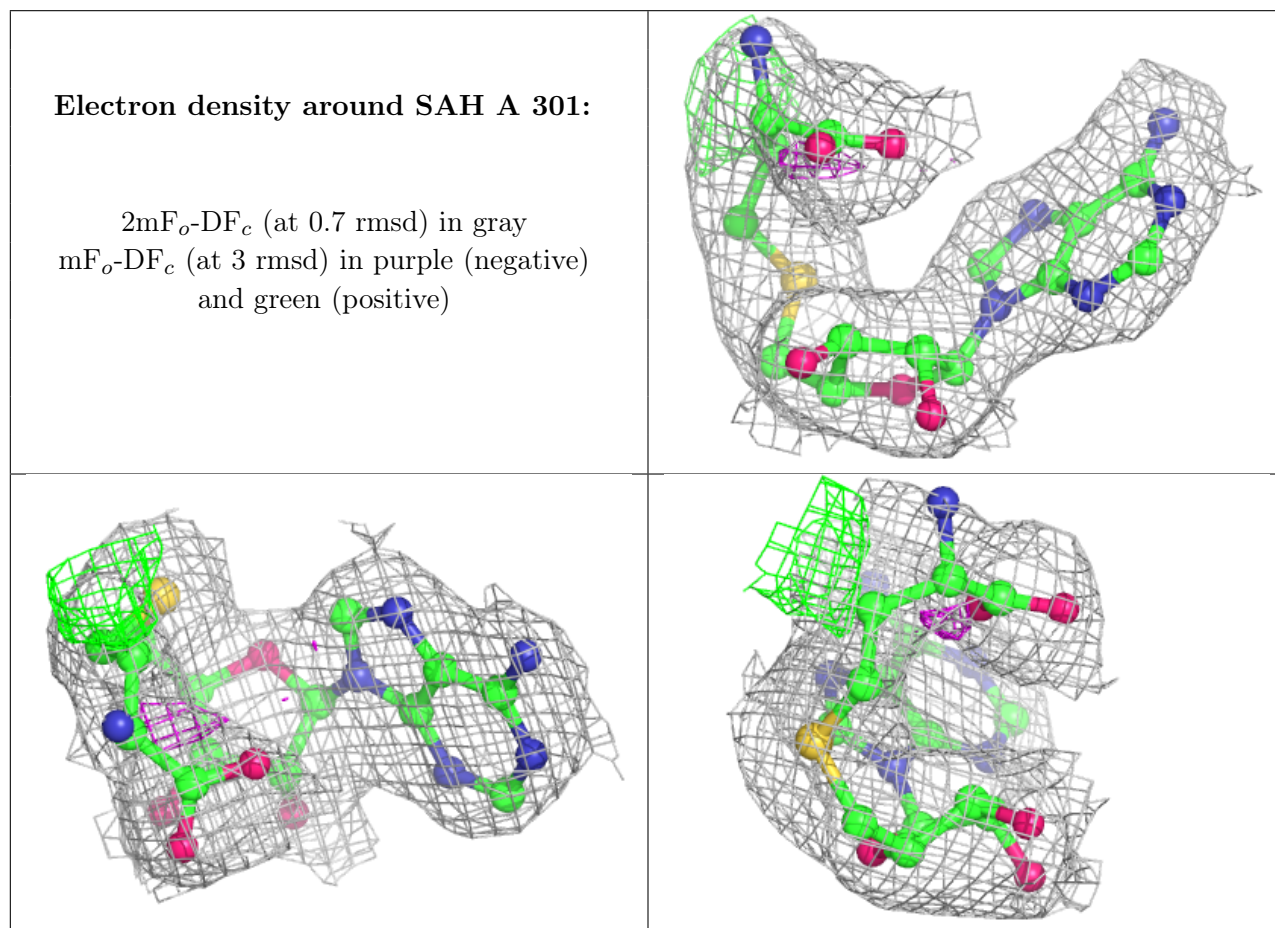 Electron density around SAH A 301:
2mFₒ-DF𝒸 (at 0.7 rmsd) in gray
mFₒ-DF𝒸 (at 3 rmsd) in purple (negative)
and green (positive)